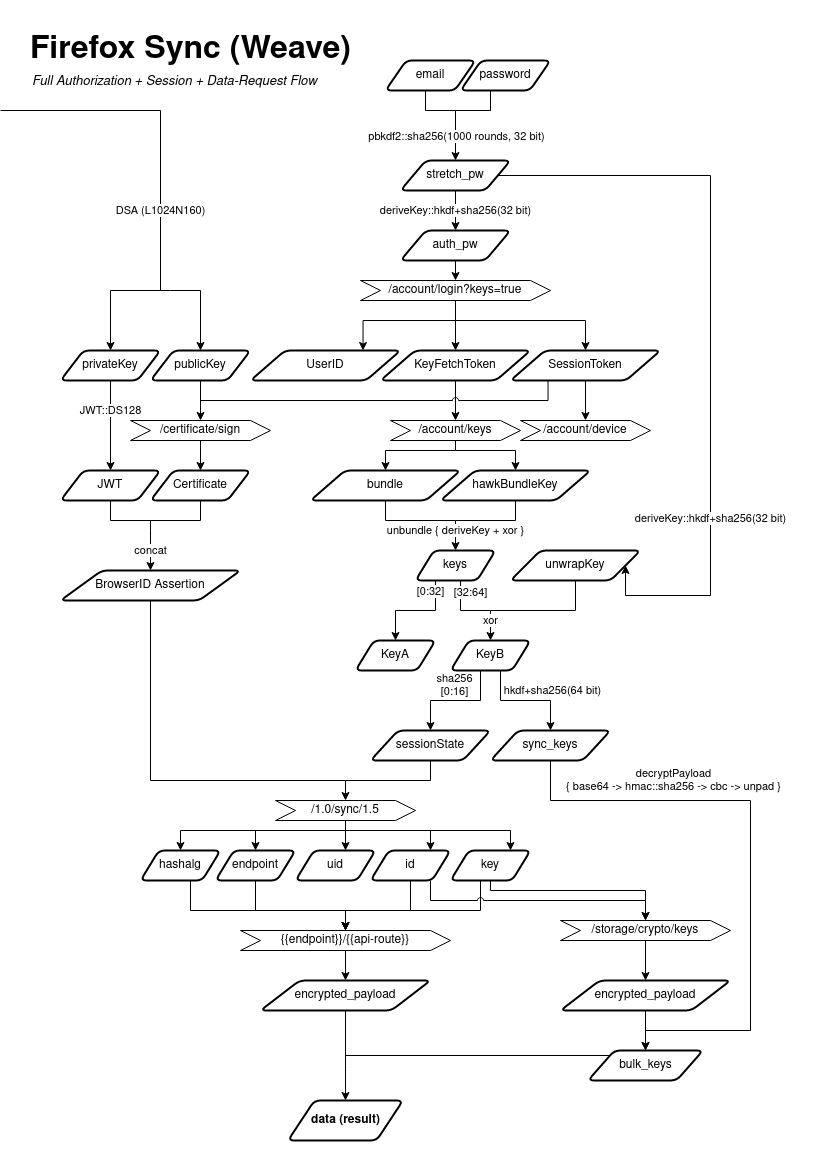 Firefox Sync (Weave)
Full Authorization + Session + Data-Request Flow
email
password
pbkdf2::sha256(1000 rounds, 32 bit)
stretch_pw
DSA (L1024N160)
deriveKey::hkdf+sha256(32 bit)
auth_pw
/account/login?keys=true
privateKey
publicKey
UserID
KeyFetchToken
SessionToken
JWT::DS128
/certificate/sign
/account/keys
/account/device
JWT
Certificate
bundle
hawkBundleKey
deriveKey::hkdf+sha256(32 bit)
unbundle { deriveKey + xor }
concat
keys
unwrapKey
BrowserID Assertion
[0:32]
[32:64]
xor
KeyA
KeyB
sha256
[0:16]
hkdf+sha256(64 bit)
sessionState
sync_keys
decryptPayload
{ base64 -> hmac::sha256 -> cbc -> unpad }
/1.0/sync/1.5
hashalg
endpoint
uid
id
key
{{endpoint}}/{{api-route}}
/storage/crypto/keys
encrypted_payload
encrypted_payload
bulk_keys
data (result)